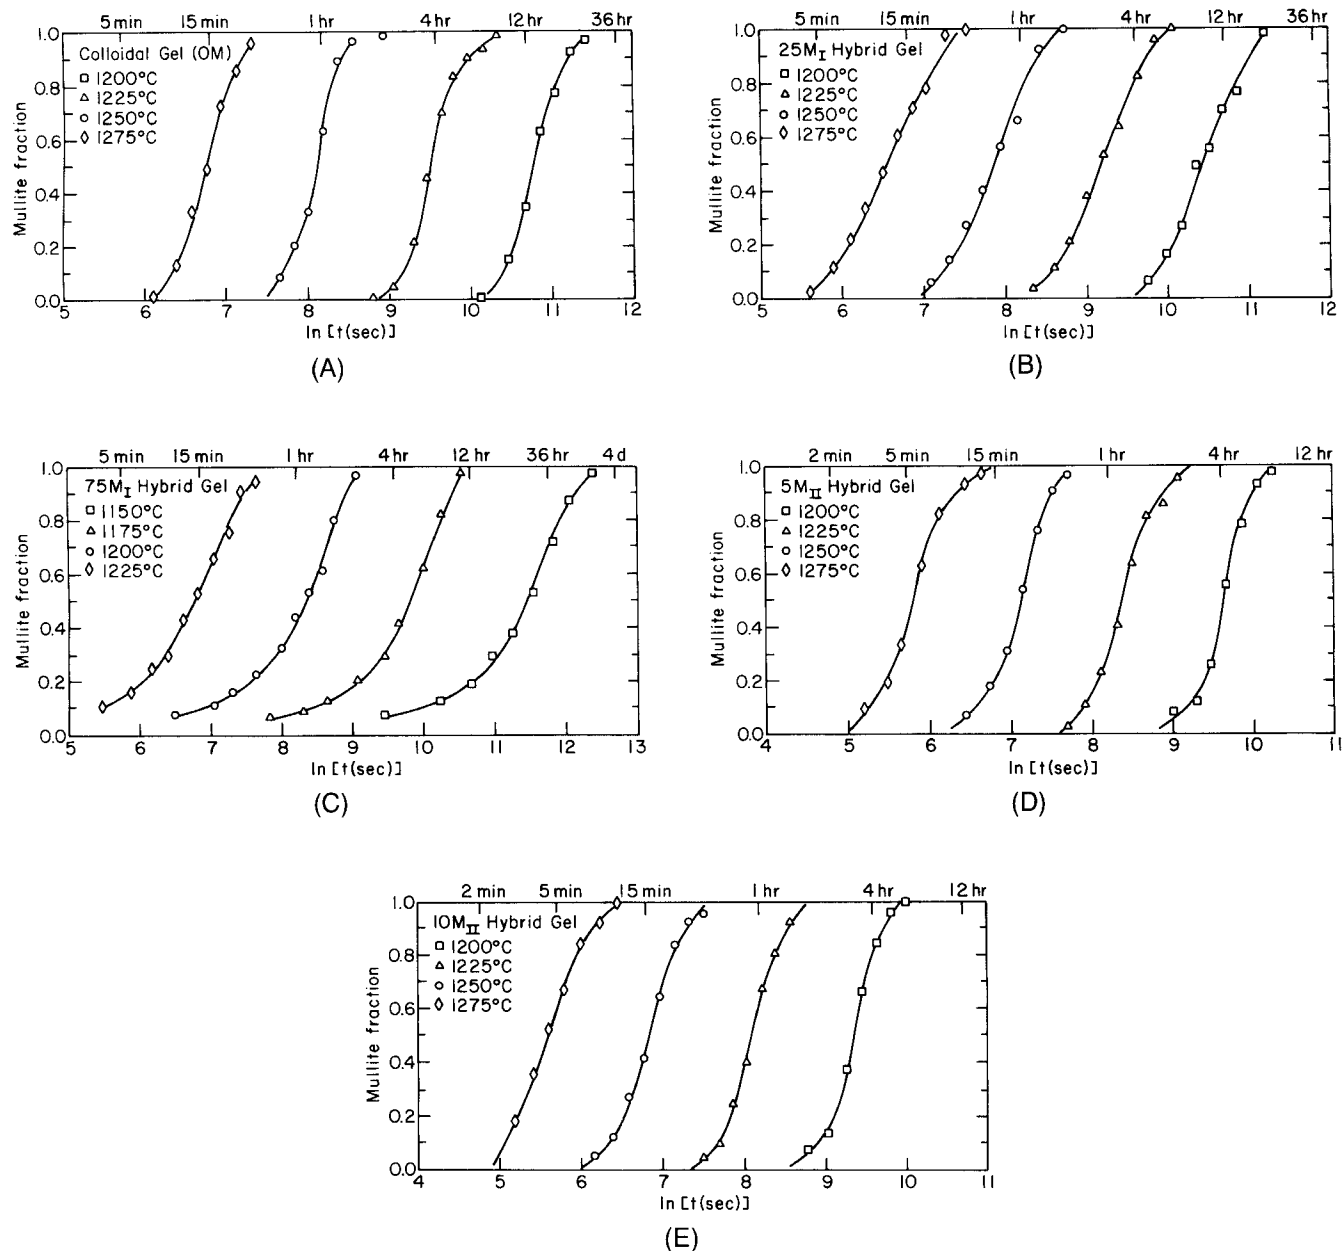 5 min 15 min 1 hr 4 hr 12 hr 36 hr
1.0
Colloidal Gel (OM)
□ 1200°C
0.8
△ 1225°C
○ 1250°C
◇ 1275°C
0.6
Mullite fraction
0.4
0.2
0.0
5 6 7 8 9 10 11 12
ln [t(sec)]
(A)
5 min 15 min 1 hr 4 hr 12 hr 36 hr
1.0
25M_I Hybrid Gel
□ 1200°C
0.8
△ 1225°C
○ 1250°C
◇ 1275°C
0.6
Mullite fraction
0.4
0.2
0.0
5 6 7 8 9 10 11 12
ln [t(sec)]
(B)
5 min 15 min 1 hr 4 hr 12 hr 36 hr 4 d
1.0
75M_I Hybrid Gel
□ 1150°C
0.8
△ 1175°C
○ 1200°C
◇ 1225°C
0.6
Mullite fraction
0.4
0.2
0.0
5 6 7 8 9 10 11 12 13
ln [t(sec)]
(C)
2 min 5 min 15 min 1 hr 4 hr 12 hr
1.0
5M_II Hybrid Gel
□ 1200°C
0.8
△ 1225°C
○ 1250°C
◇ 1275°C
0.6
Mullite fraction
0.4
0.2
0.0
4 5 6 7 8 9 10 11
ln [t(sec)]
(D)
2 min 5 min 15 min 1 hr 4 hr 12 hr
1.0
10M_II Hybrid Gel
□ 1200°C
0.8
△ 1225°C
○ 1250°C
◇ 1275°C
0.6
Mullite fraction
0.4
0.2
0.0
4 5 6 7 8 9 10 11
ln [t(sec)]
(E)